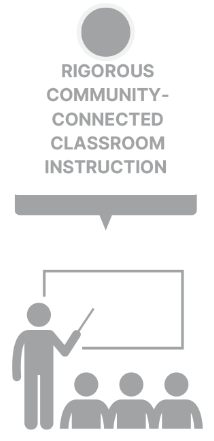 RIGOROUS
COMMUNITY-
CONNECTED
CLASSROOM
INSTRUCTION